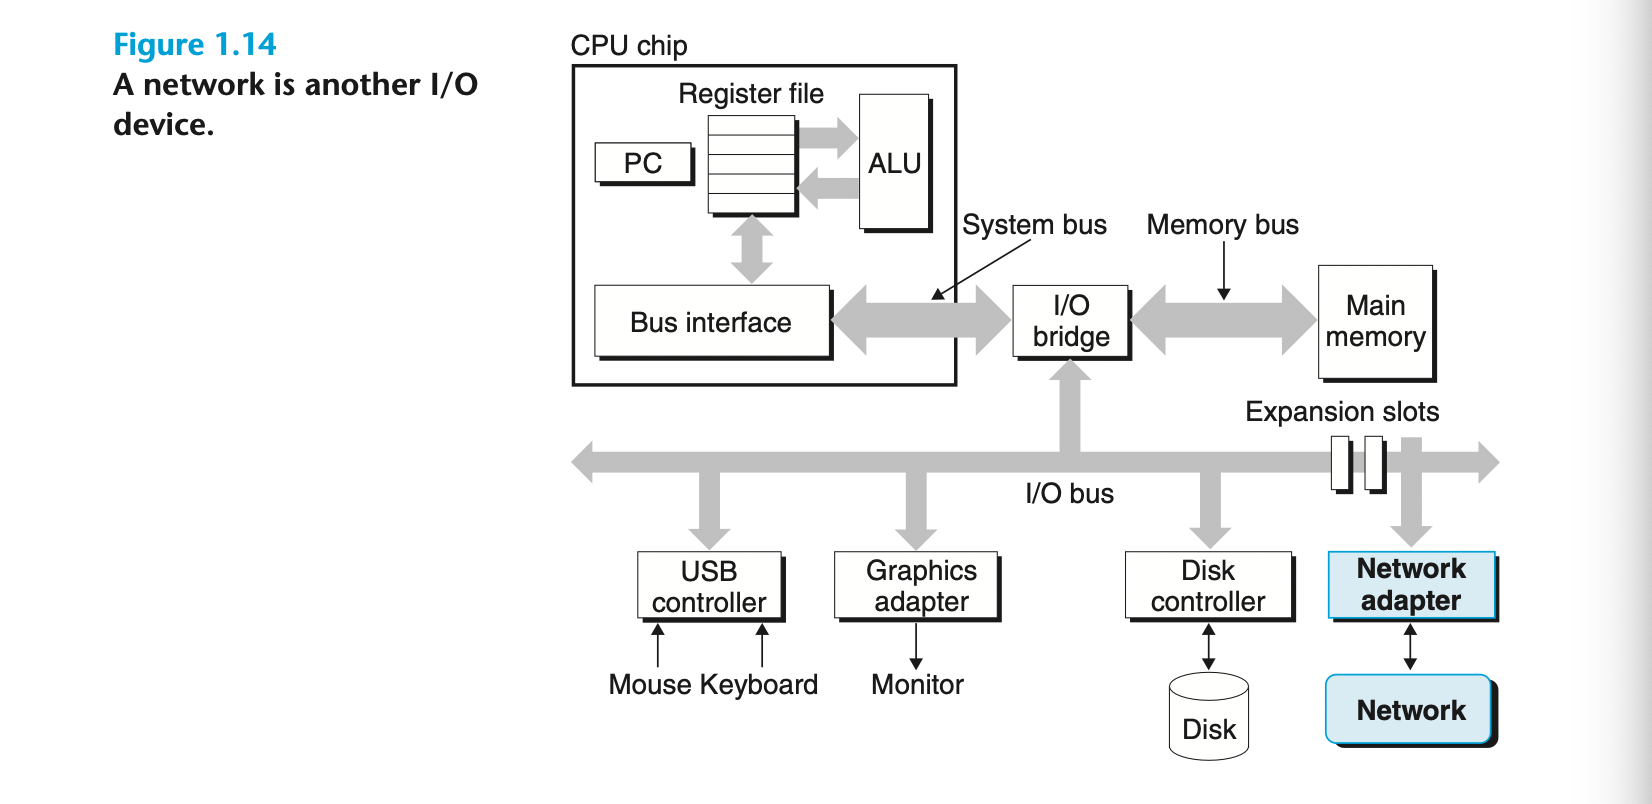 Figure 1.14
A network is another I/O
device.
CPU chip
Register file
PC
ALU
System bus
Memory bus
Bus interface
I/O
bridge
Main
memory
Expansion slots
I/O bus
USB
controller
Graphics
adapter
Disk
controller
Network
adapter
Mouse Keyboard
Monitor
Disk
Network